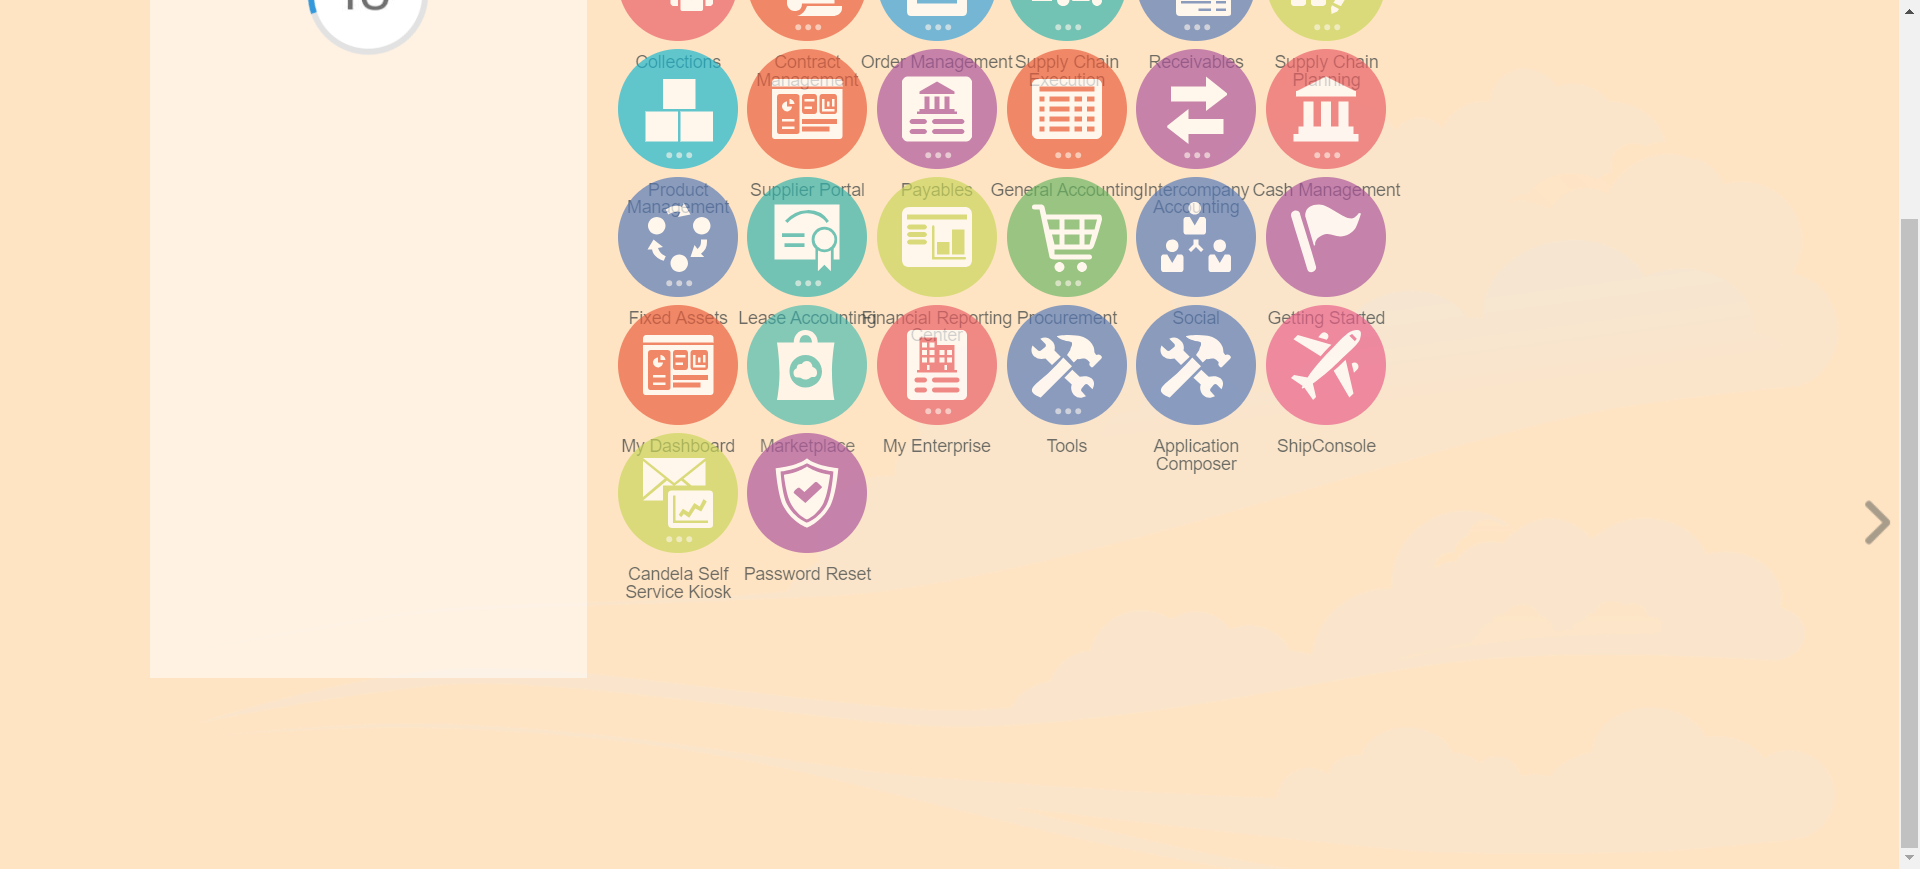 Collections
Contract
Management
Order Management
Supply Chain
Execution
Receivables
Supply Chain
Planning
Product
Management
Supplier Portal
Payables
General Accounting
Intercompany
Accounting
Cash Management
Fixed Assets
Lease Accounting
Financial Reporting
Center
Procurement
Social
Getting Started
My Dashboard
Marketplace
My Enterprise
Tools
Application
Composer
ShipConsole
Candela Self
Service Kiosk
Password Reset